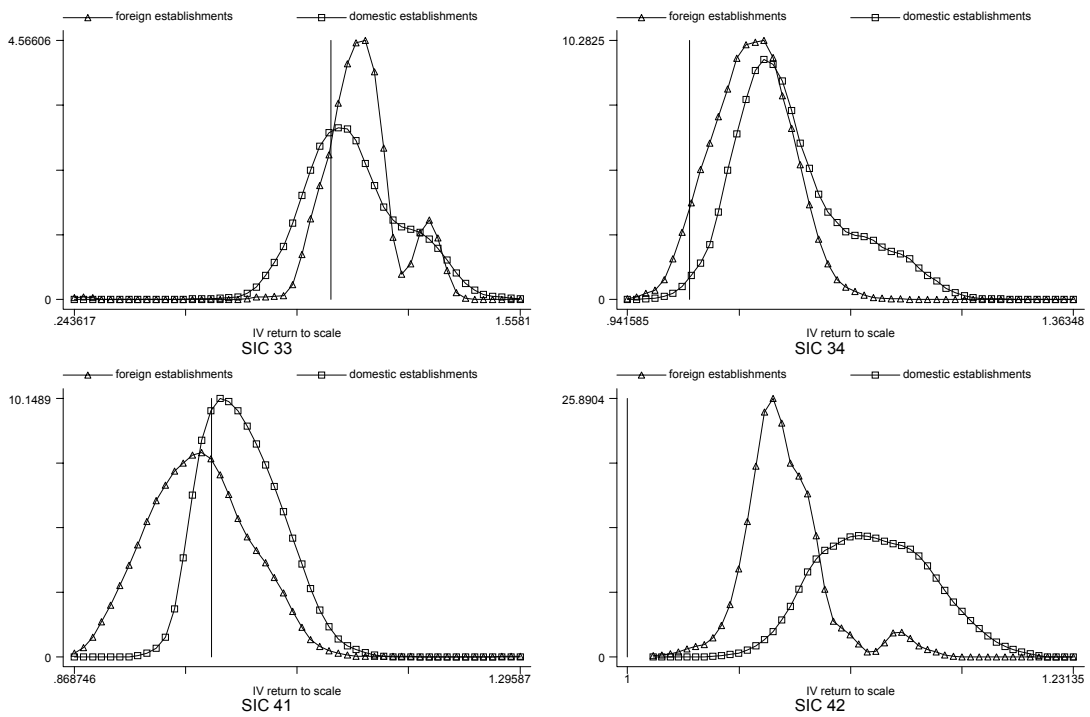 foreign establishments
domestic establishments
4.56606
0
.243617
1.5581
IV return to scale
SIC 33
foreign establishments
domestic establishments
10.2825
0
.941585
1.36348
IV return to scale
SIC 34
foreign establishments
domestic establishments
10.1489
0
.868746
1.29587
IV return to scale
SIC 41
foreign establishments
domestic establishments
25.8904
0
1
1.23135
IV return to scale
SIC 42